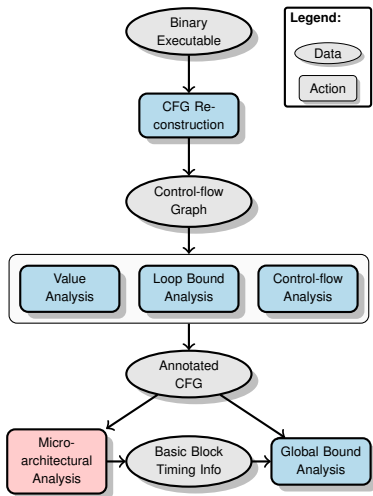 Binary
Executable
Legend:
Data
Action
CFG Re-
construction
Control-flow
Graph
Value
Analysis
Loop Bound
Analysis
Control-flow
Analysis
Annotated
CFG
Micro-
architectural
Analysis
Basic Block
Timing Info
Global Bound
Analysis